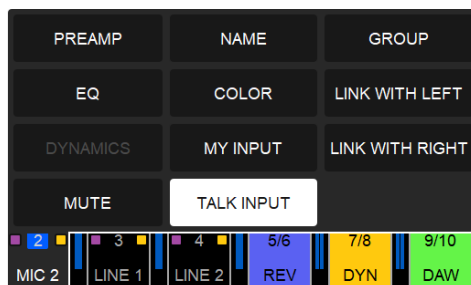 PREAMP NAME GROUP
EQ COLOR LINK WITH LEFT
DYNAMICS MY INPUT LINK WITH RIGHT
MUTE TALK INPUT
2 3 4 5/6 7/8 9/10
MIC 2 LINE 1 LINE 2 REV DYN DAW